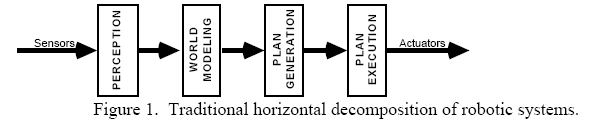 Sensors
PERCEPTION
WORLD
MODELING
PLAN
GENERATION
PLAN
EXECUTION
Actuators
Figure 1. Traditional horizontal decomposition of robotic systems.